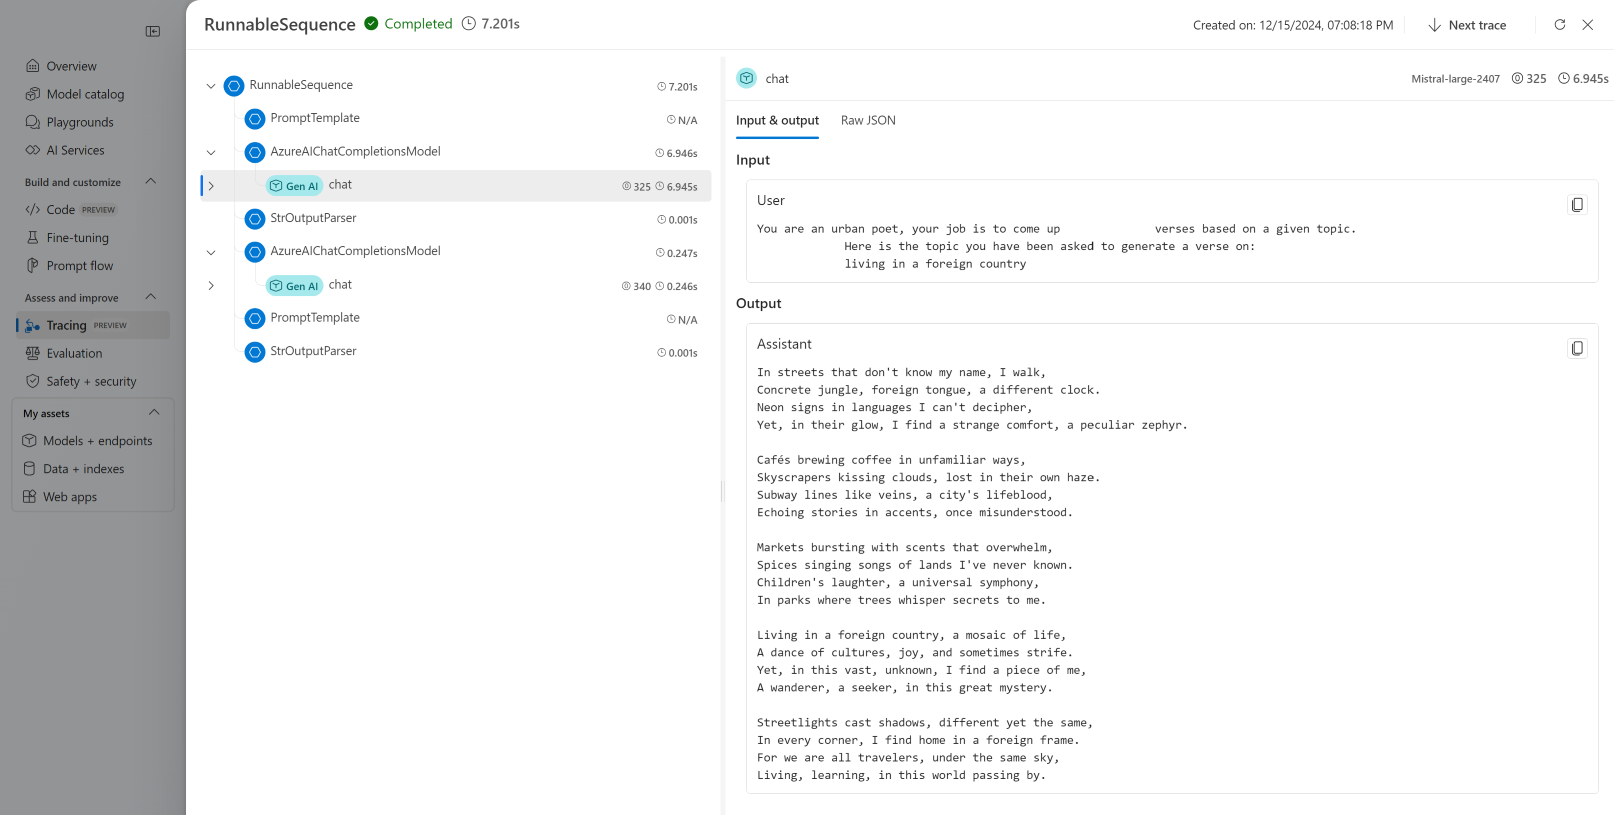 RunnableSequence Completed 7.201s
Created on: 12/15/2024, 07:08:18 PM Next trace
Overview
Model catalog
Playgrounds
AI Services
Build and customize
Code PREVIEW
Fine-tuning
Prompt flow
Assess and improve
Tracing PREVIEW
Evaluation
Safety + security
My assets
Models + endpoints
Data + indexes
Web apps
RunnableSequence 7.201s
PromptTemplate N/A
AzureAIChatCompletionsModel 6.946s
Gen AI chat 325 6.945s
StrOutputParser 0.001s
AzureAIChatCompletionsModel 0.247s
Gen AI chat 340 0.246s
PromptTemplate N/A
StrOutputParser 0.001s
chat Mistral-large-2407 325 6.945s
Input & output Raw JSON
Input
User
You are an urban poet, your job is to come up verses based on a given topic.
Here is the topic you have been asked to generate a verse on:
living in a foreign country
Output
Assistant
In streets that don't know my name, I walk,
Concrete jungle, foreign tongue, a different clock.
Neon signs in languages I can't decipher,
Yet, in their glow, I find a strange comfort, a peculiar zephyr.
Cafés brewing coffee in unfamiliar ways,
Skyscrapers kissing clouds, lost in their own haze.
Subway lines like veins, a city's lifeblood,
Echoing stories in accents, once misunderstood.
Markets bursting with scents that overwhelm,
Spices singing songs of lands I've never known.
Children's laughter, a universal symphony,
In parks where trees whisper secrets to me.
Living in a foreign country, a mosaic of life,
A dance of cultures, joy, and sometimes strife.
Yet, in this vast, unknown, I find a piece of me,
A wanderer, a seeker, in this great mystery.
Streetlights cast shadows, different yet the same,
In every corner, I find home in a foreign frame.
For we are all travelers, under the same sky,
Living, learning, in this world passing by.